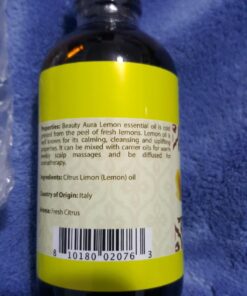 Properties: Beauty Aura Lemon essential oil is cold
pressed from the peel of fresh lemons. Lemon oil is
well known for its calming, cleansing and uplifting
properties. It can be mixed with carrier oils for warm
weekly scalp massages and be diffused for
aromatherapy.
Ingredients: Citrus Limon (Lemon) oil
Country of Origin: Italy
Aroma: Fresh Citrus
8 10180 02076 3